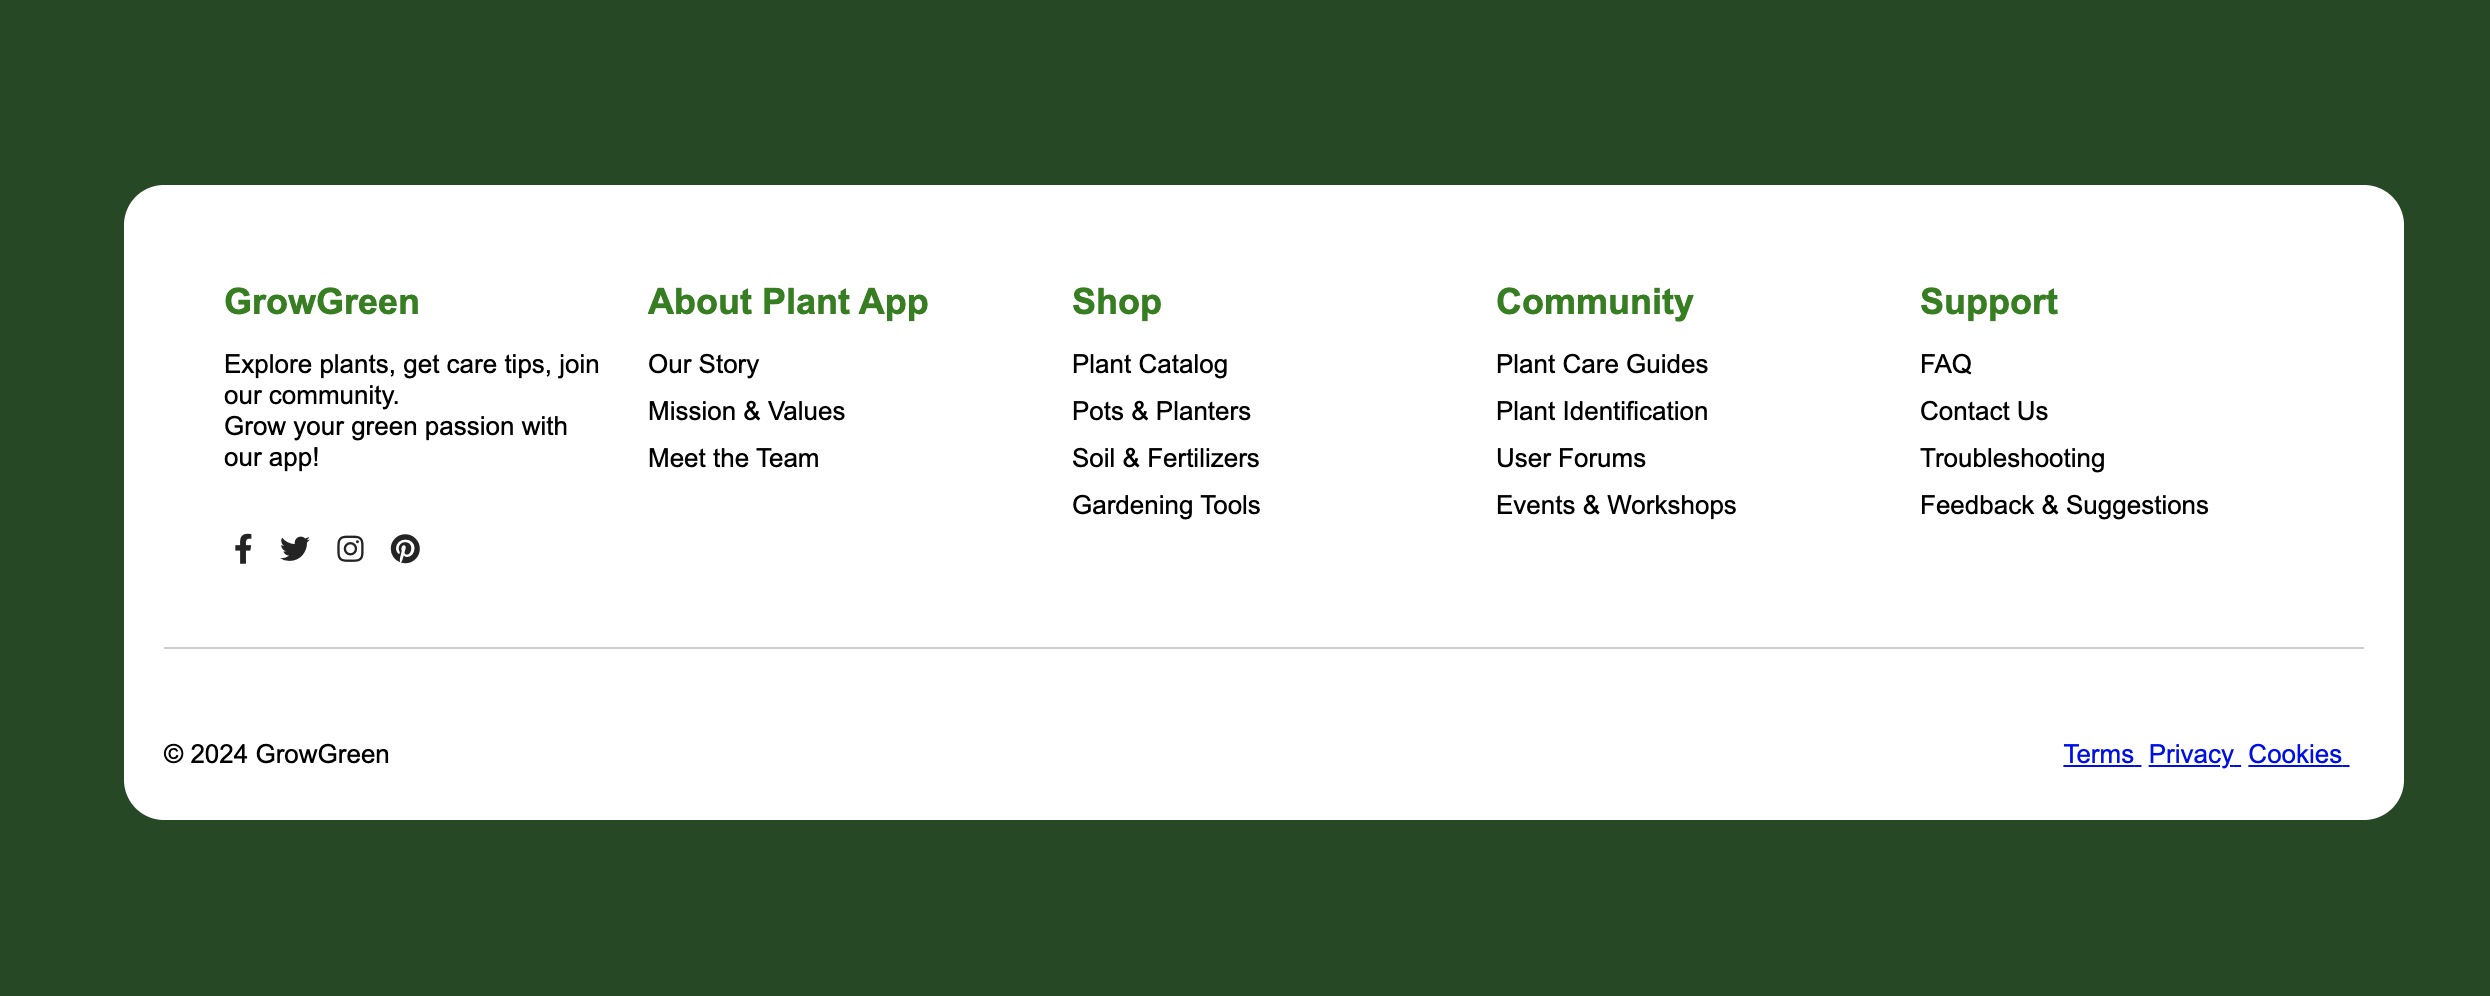 GrowGreen
Explore plants, get care tips, join
our community.
Grow your green passion with
our app!
About Plant App
Our Story
Mission & Values
Meet the Team
Shop
Plant Catalog
Pots & Planters
Soil & Fertilizers
Gardening Tools
Community
Plant Care Guides
Plant Identification
User Forums
Events & Workshops
Support
FAQ
Contact Us
Troubleshooting
Feedback & Suggestions
© 2024 GrowGreen
Terms Privacy Cookies